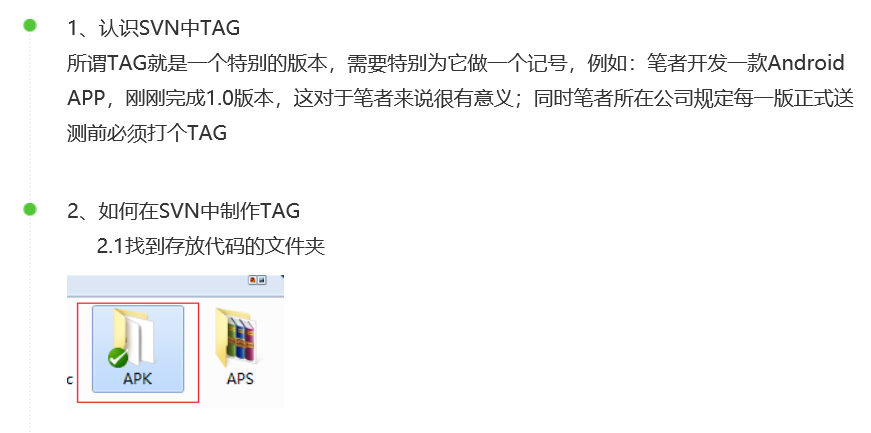 1、认识SVN中TAG
所谓TAG就是一个特别的版本，需要特别为它做一个记号，例如：笔者开发一款Android
APP，刚刚完成1.0版本，这对于笔者来说很有意义；同时笔者所在公司规定每一版正式送
测前必须打个TAG
2、如何在SVN中制作TAG
2.1找到存放代码的文件夹
c APK APS